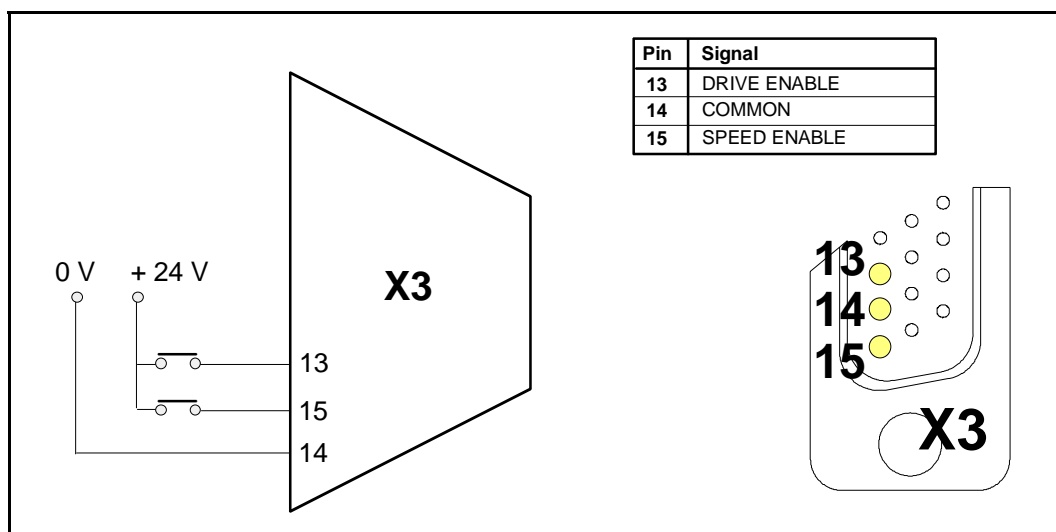 Pin Signal
13 DRIVE ENABLE
14 COMMON
15 SPEED ENABLE
0 V + 24 V
X3
13
15
14
13
14
15
X3